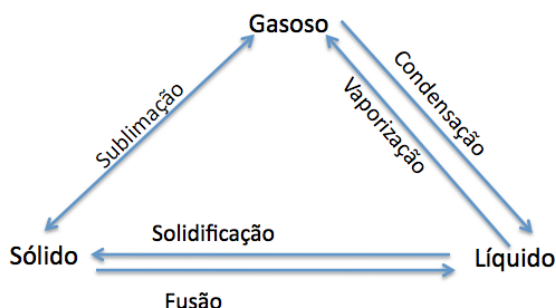 Gasoso
Sublimação
Vaporização
Condensação
Sólido
Solidificação
Líquido
Fusão